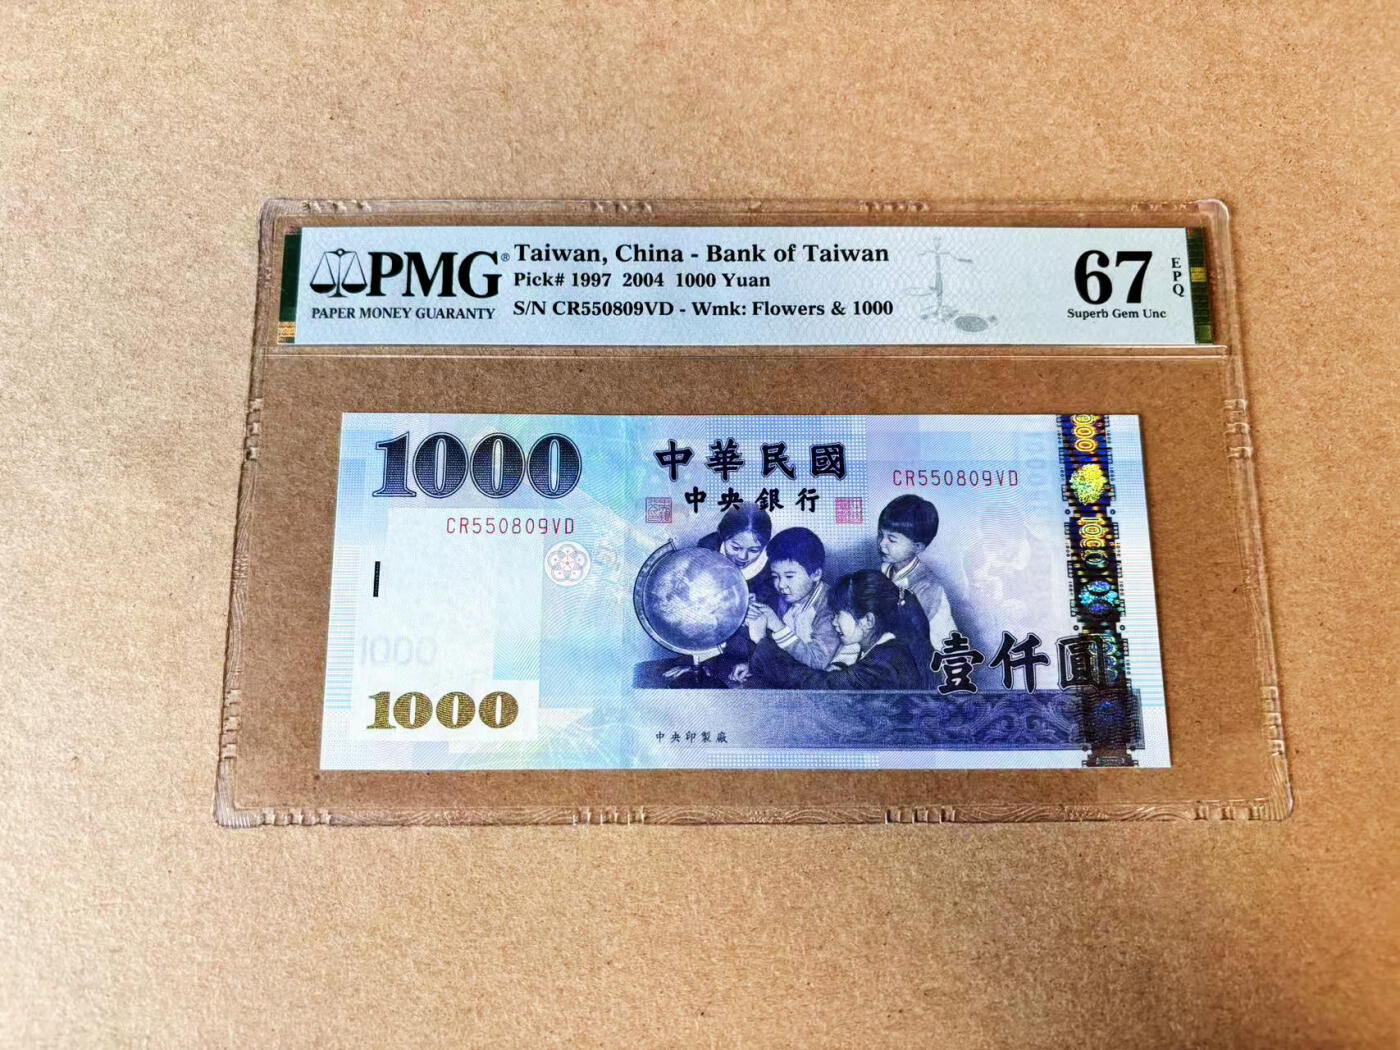 PMG®
PAPER MONEY GUARANTY
Taiwan, China - Bank of Taiwan
Pick# 1997 2004 1000 Yuan
S/N CR550809VD - Wmk: Flowers & 1000
67
EPQ
Superb Gem Unc
1000
中華民國
中央銀行
CR550809VD
CR550809VD
1000
1000
壹仟圓
中央印製廠
1000